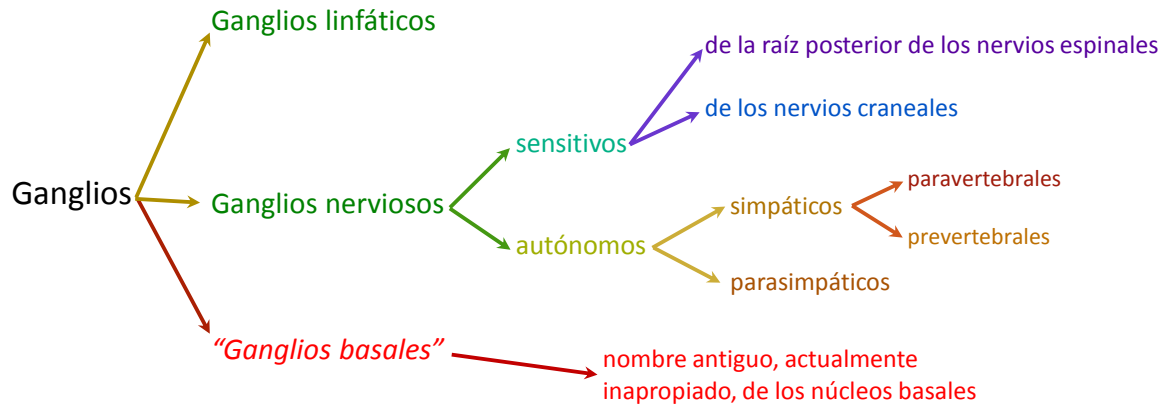 Ganglios linfáticos
de la raíz posterior de los nervios espinales
de los nervios craneales
sensitivos
Ganglios
Ganglios nerviosos
paravertebrales
simpáticos
prevertebrales
autónomos
parasimpáticos
“Ganglios basales”
nombre antiguo, actualmente
inapropiado, de los núcleos basales